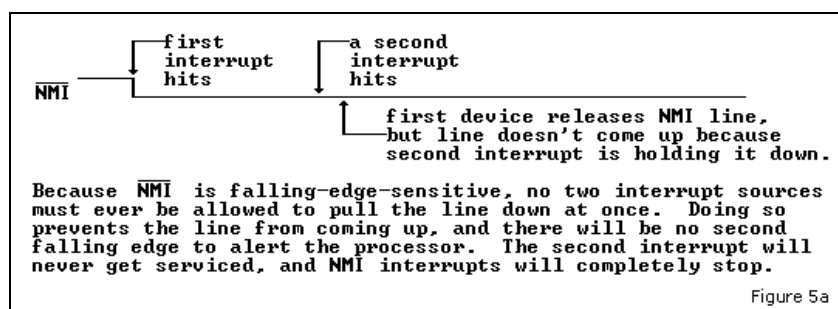 first
interrupt
hits
a second
interrupt
hits
NMI
first device releases NMI line,
but line doesn't come up because
second interrupt is holding it down.
Because NMI is falling-edge-sensitive, no two interrupt sources
must ever be allowed to pull the line down at once. Doing so
prevents the line from coming up, and there will be no second
falling edge to alert the processor. The second interrupt will
never get serviced, and NMI interrupts will completely stop.
Figure 5a